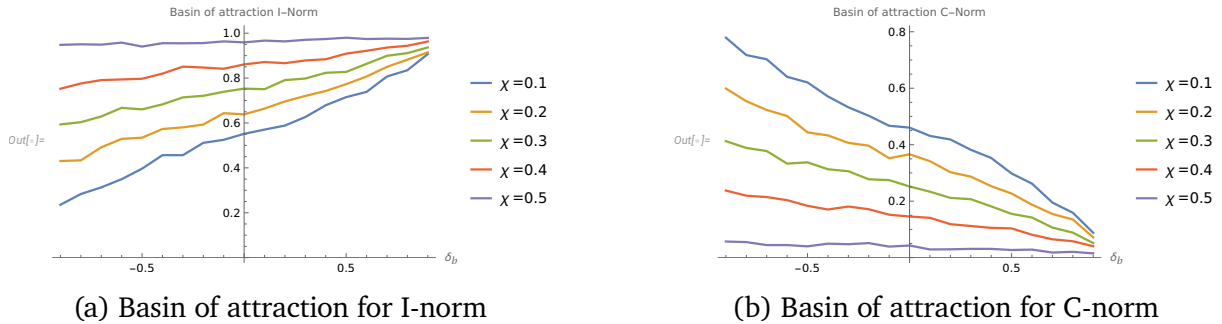 Basin of attraction I-Norm
1.0
0.8
0.6
0.4
0.2
-0.5
0.5
δb
Out[∘]=
χ=0.1
χ=0.2
χ=0.3
χ=0.4
χ=0.5
(a) Basin of attraction for I-norm
Basin of attraction C-Norm
0.8
0.6
0.4
0.2
-0.5
0.5
δb
Out[∘]=
χ=0.1
χ=0.2
χ=0.3
χ=0.4
χ=0.5
(b) Basin of attraction for C-norm